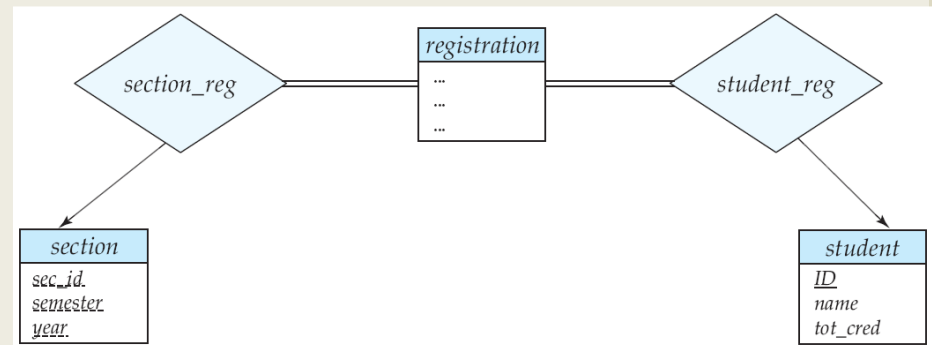 section_reg
registration
...
...
...
student_reg
section
sec_id
semester
year
student
ID
name
tot_cred